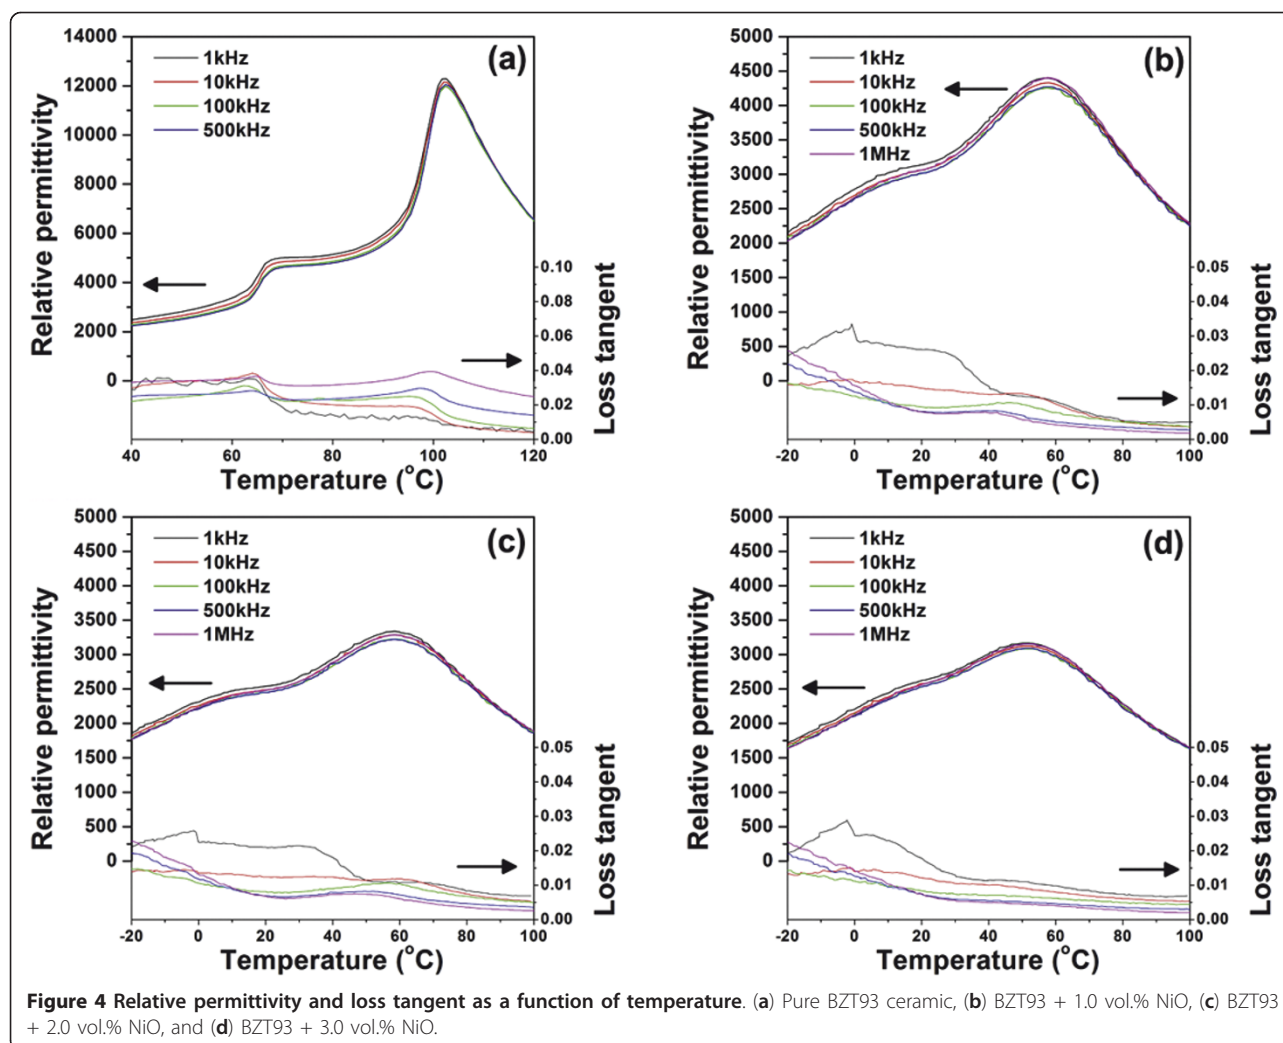 (a)
14000
12000
10000
8000
6000
4000
2000
0
1kHz
10kHz
100kHz
500kHz
Relative permittivity
0.10
0.08
0.06
0.04
0.02
0.00
Loss tangent
40 60 80 100 120
Temperature (°C)
(b)
5000
4500
4000
3500
3000
2500
2000
1500
1000
500
0
1kHz
10kHz
100kHz
500kHz
1MHz
Relative permittivity
0.05
0.04
0.03
0.02
0.01
0.00
Loss tangent
-20 0 20 40 60 80 100
Temperature (°C)
(c)
5000
4500
4000
3500
3000
2500
2000
1500
1000
500
0
1kHz
10kHz
100kHz
500kHz
1MHz
Relative permittivity
0.05
0.04
0.03
0.02
0.01
0.00
Loss tangent
-20 0 20 40 60 80 100
Temperature (°C)
(d)
5000
4500
4000
3500
3000
2500
2000
1500
1000
500
0
1kHz
10kHz
100kHz
500kHz
1MHz
Relative permittivity
0.05
0.04
0.03
0.02
0.01
0.00
Loss tangent
-20 0 20 40 60 80 100
Temperature (°C)
Figure 4 Relative permittivity and loss tangent as a function of temperature. (a) Pure BZT93 ceramic, (b) BZT93 + 1.0 vol.% NiO, (c) BZT93
+ 2.0 vol.% NiO, and (d) BZT93 + 3.0 vol.% NiO.